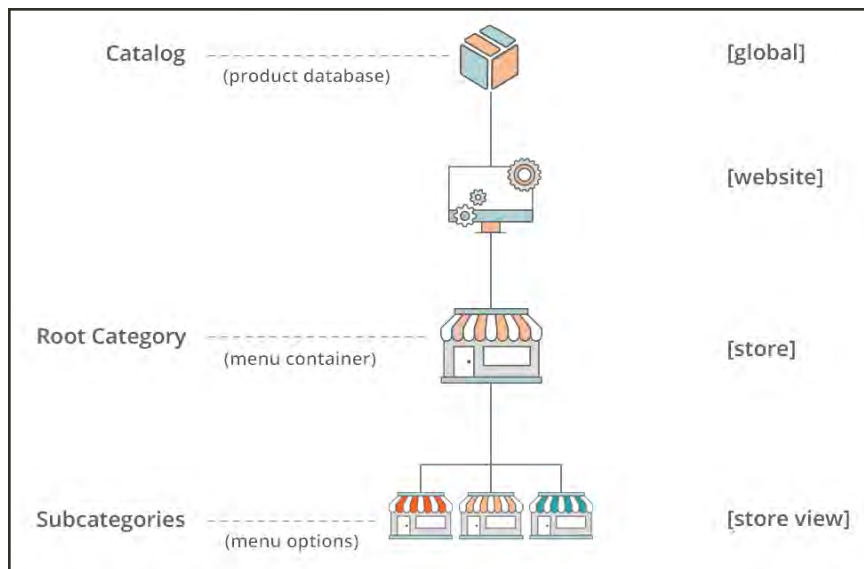 Catalog
(product database)
[global]
[website]
Root Category
(menu container)
[store]
Subcategories
(menu options)
[store view]